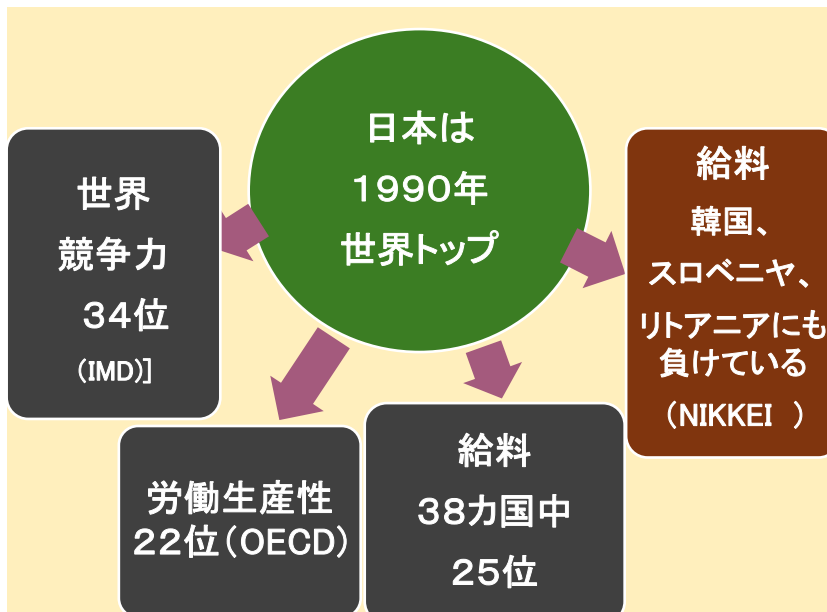 日本は
1990年
世界トップ
世界
競争力
34位
(IMD)]
労働生産性
22位(OECD)
給料
38カ国中
25位
給料
韓国、
スロベニヤ、
リトアニアにも
負けている
(NIKKEI )